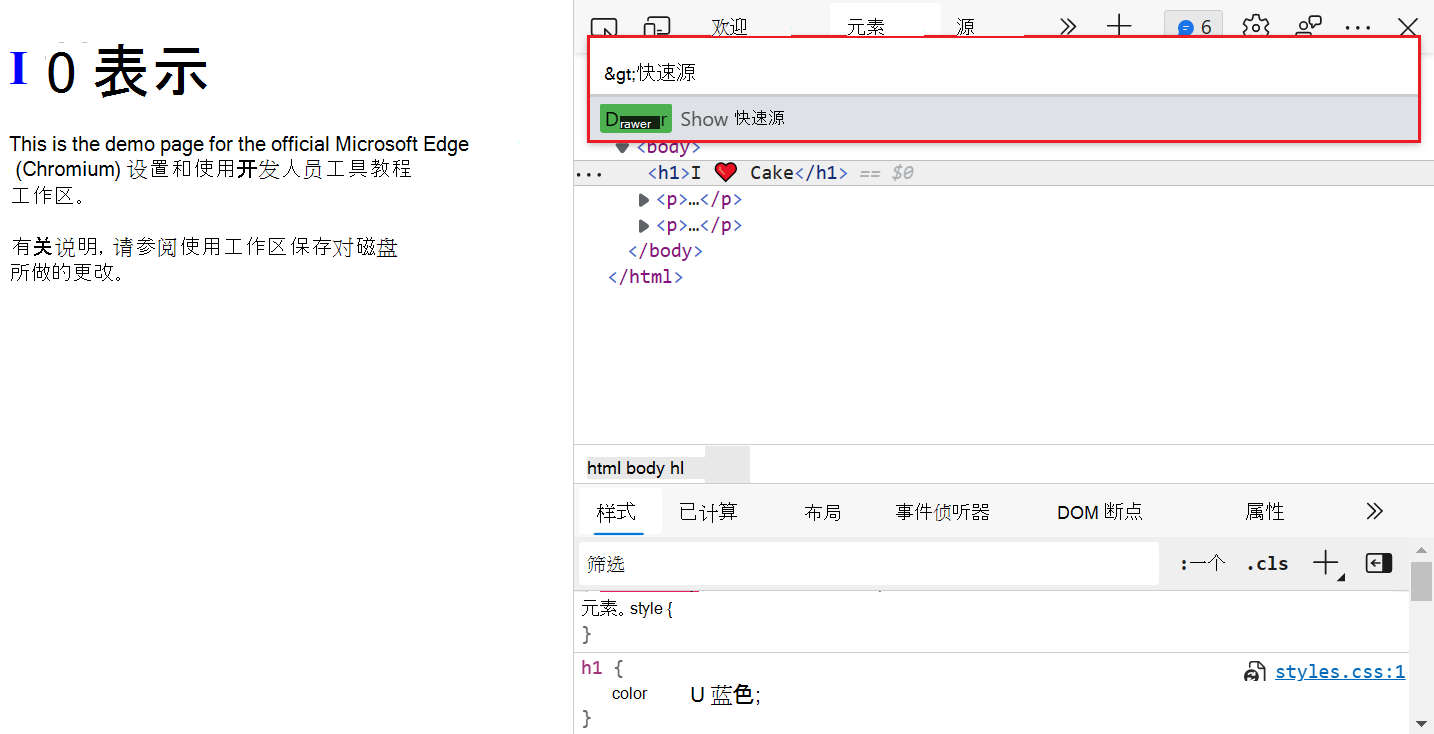 I 0 表示
This is the demo page for the official Microsoft Edge
(Chromium) 设置和使用开发人员工具教程
工作区。
有关说明, 请参阅使用工作区保存对磁盘
所做的更改。
欢迎 元素 源 6
&gt;快速源
Drawer r Show 快速源
<body>
<h1>I ❤ Cake</h1> == $0
<p>…</p>
<p>…</p>
</body>
</html>
html body hl
样式 已计算 布局 事件侦听器 DOM 断点 属性
筛选 :一个 .cls
元素。style {
}
h1 { styles.css:1
color U 蓝色;
}